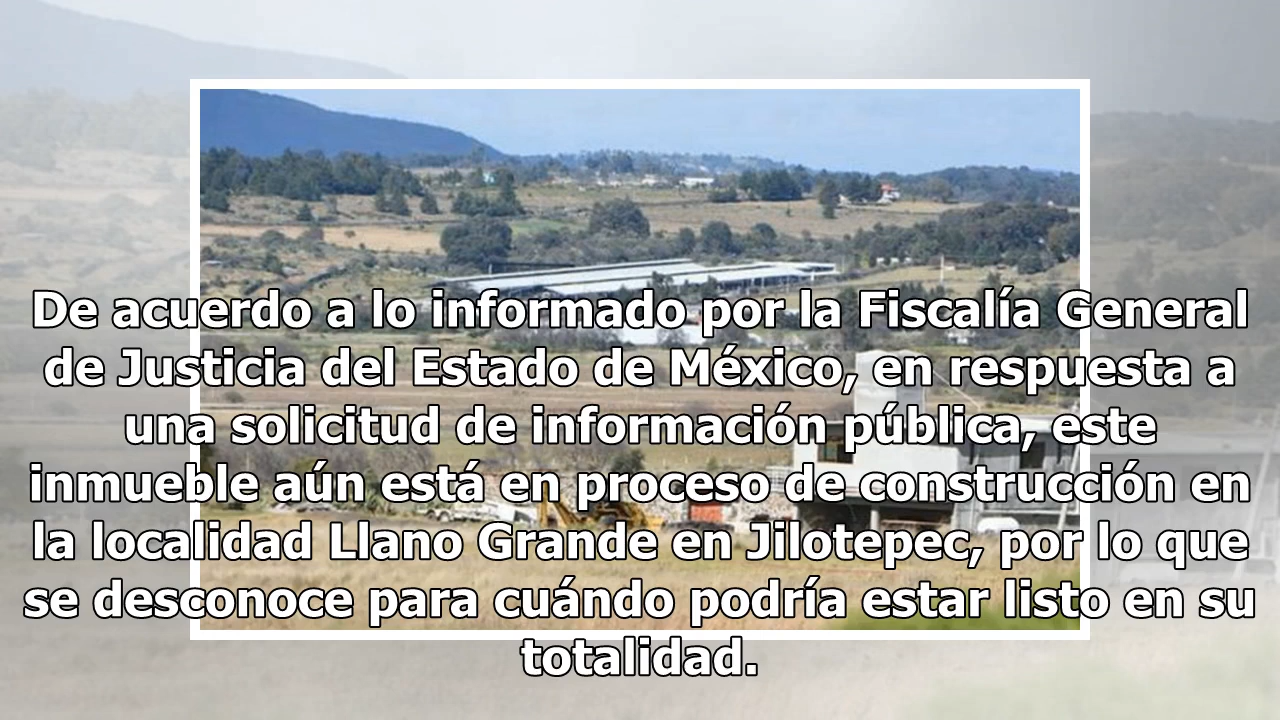 De acuerdo a lo informado por la Fiscalía General
de Justicia del Estado de México, en respuesta a
una solicitud de información pública, este
inmueble aún está en proceso de construcción en
la localidad Llano Grande en Jilotepec, por lo que
se desconoce para cuándo podría estar listo en su
totalidad.